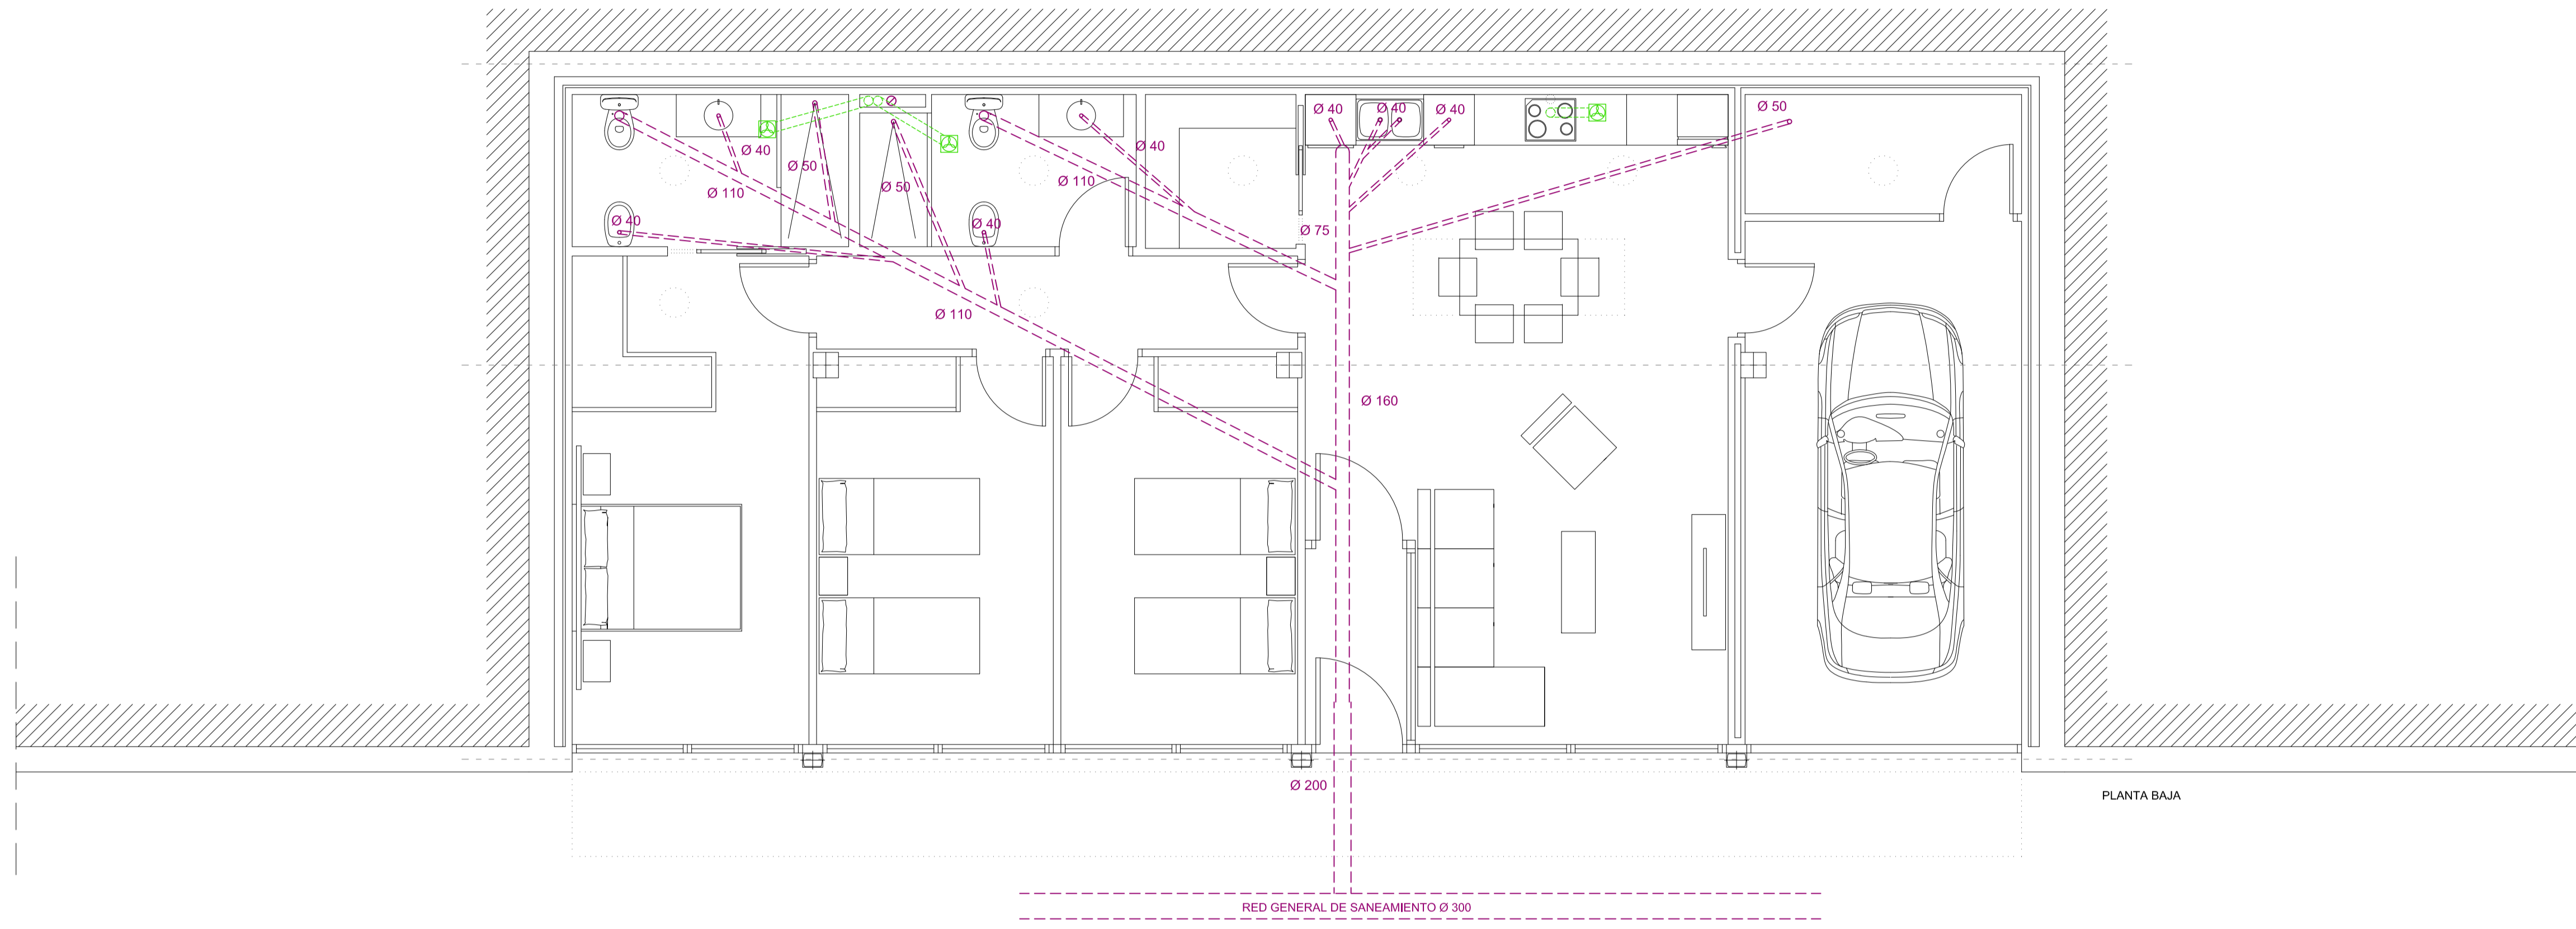 Ø 40
Ø 40
Ø 40
Ø 50
Ø 40
Ø 50
Ø 40
Ø 50
Ø 110
Ø 110
Ø 40
Ø 40
Ø 75
Ø 110
Ø 160
Ø 200
PLANTA BAJA
RED GENERAL DE SANEAMIENTO Ø 300